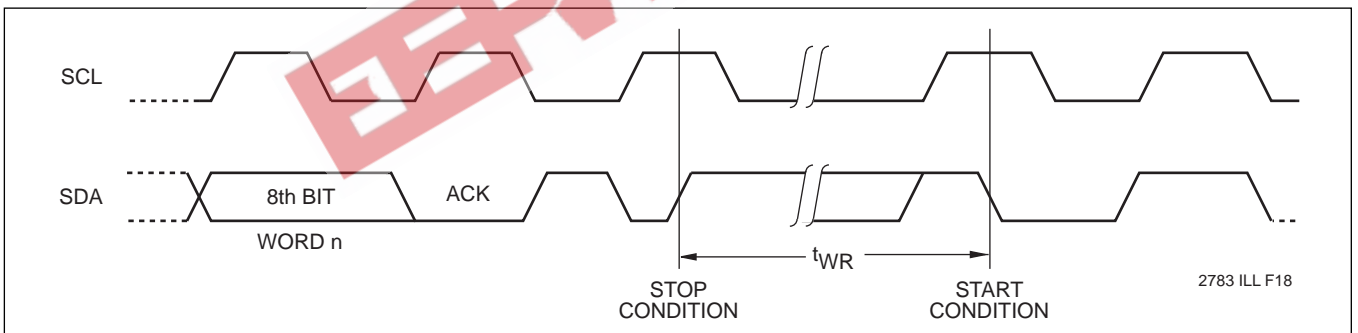 SCL
SDA
8th BIT
ACK
WORD n
tWR
STOP
CONDITION
START
CONDITION
2783 ILL F18